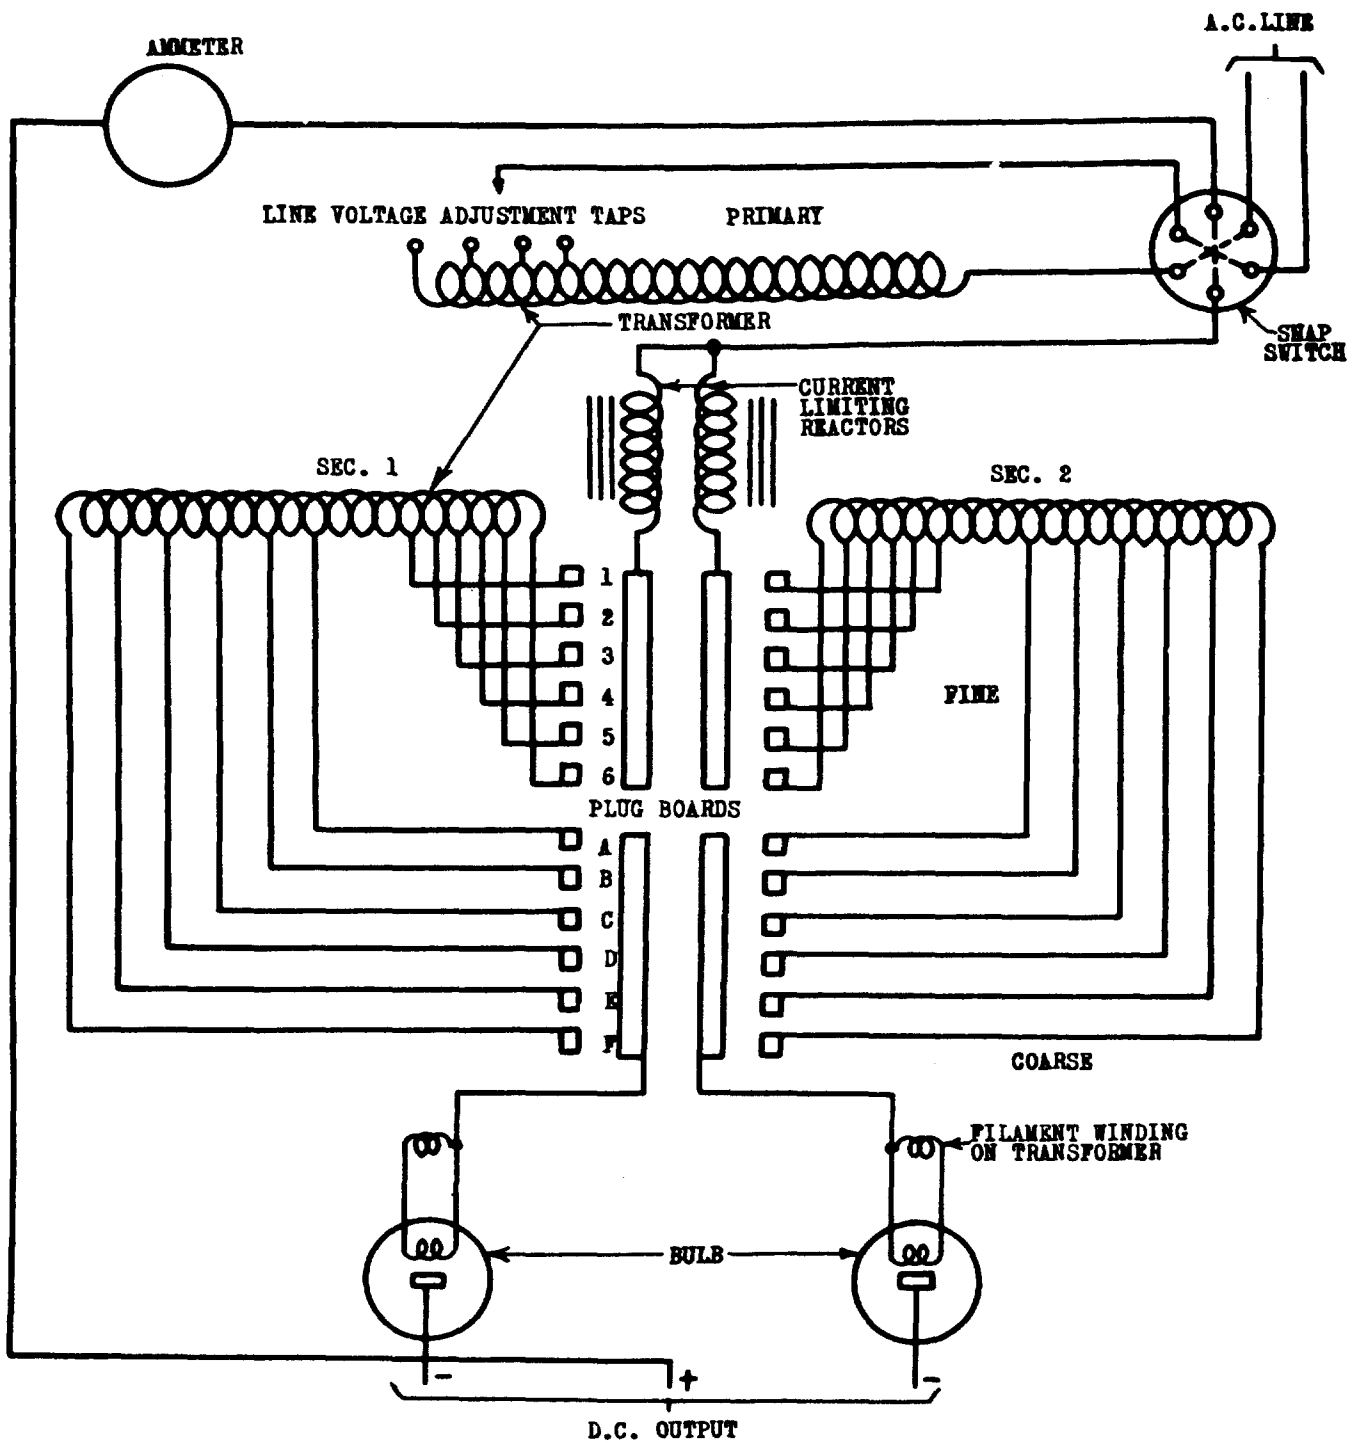 A.C.LINE
AMMETER
LINE VOLTAGE ADJUSTMENT TAPS
PRIMARY
TRANSFORMER
SNAP
SWITCH
CURRENT
LIMITING
REACTORS
SEC. 1
SEC. 2
1
2
3
4
5
6
FINE
PLUG BOARDS
A
B
C
D
E
F
COARSE
FILAMENT WINDING
ON TRANSFORMER
BULB
-
+
-
D.C. OUTPUT